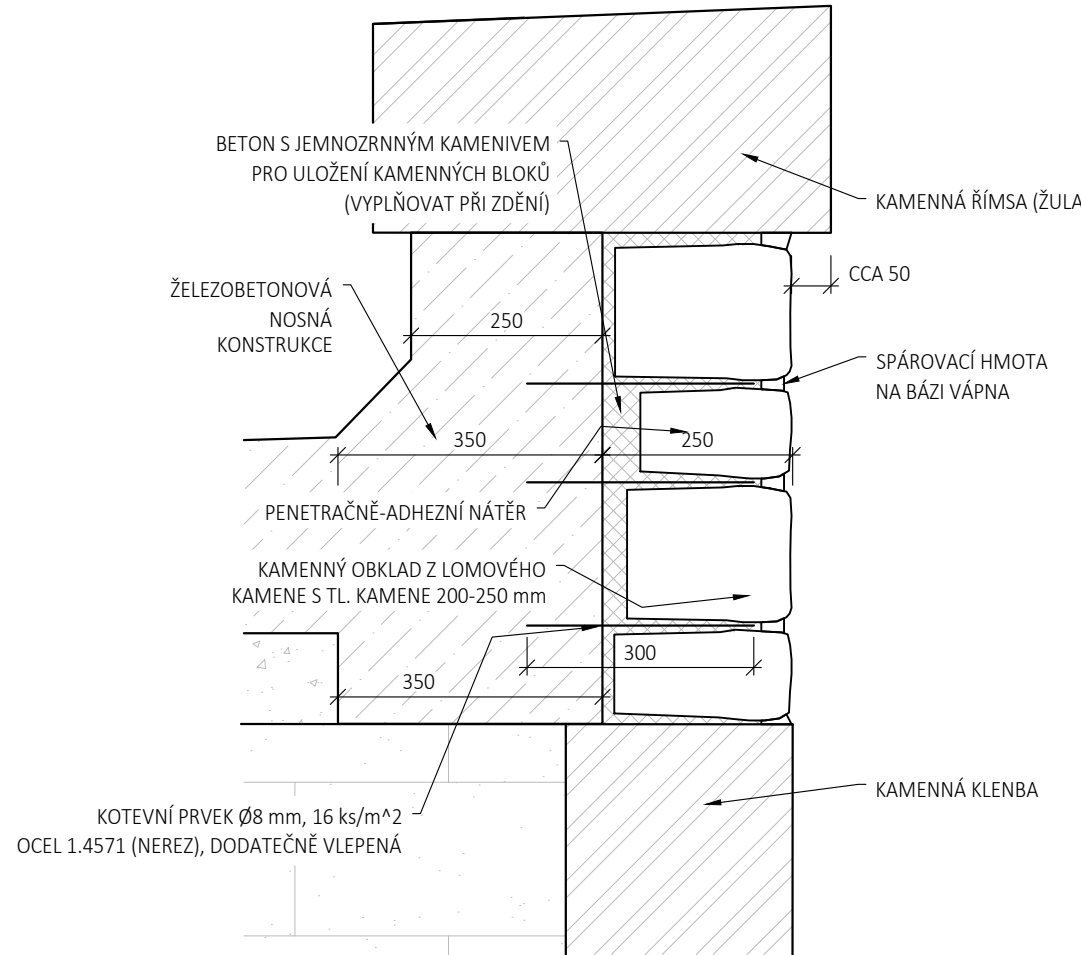 BETON S JEMNOZRNNÝM KAMENIVEM
PRO ULOŽENÍ KAMENNÝCH BLOKŮ
(VYPLŇOVAT PŘI ZDĚNÍ)
KAMENNÁ ŘÍMSA (ŽULA
CCA 50
ŽELEZOBETONOVÁ
NOSNÁ
KONSTRUKCE
250
SPÁROVACÍ HMOTA
NA BÁZI VÁPNA
350
250
PENETRAČNĚ-ADHEZNÍ NÁTĚR
KAMENNÝ OBKLAD Z LOMOVÉHO
KAMENE S TL. KAMENE 200-250 mm
300
350
KAMENNÁ KLENBA
KOTEVNÍ PRVEK Ø8 mm, 16 ks/m^2
OCEL 1.4571 (NEREZ), DODATEČNĚ VLEPENÁ